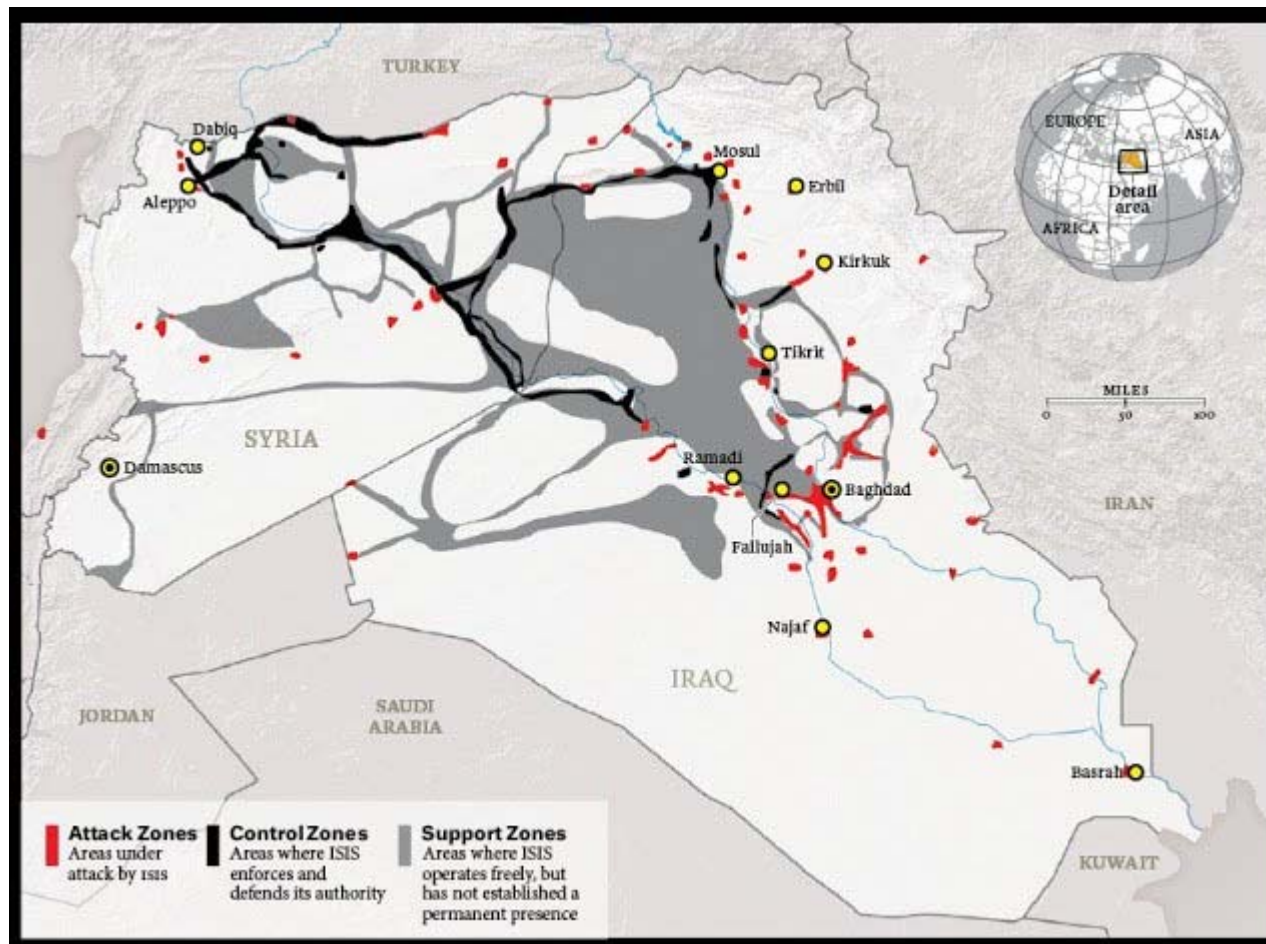 TURKEY
EUROPE
ASIA
Dabiq
Mosul
Erbil
Detail
area
Aleppo
AFRICA
Kirkuk
Tikrit
MILES
0 50 100
SYRIA
Damascus
Ramadi
Baghdad
IRAN
Fallujah
Najaf
IRAQ
JORDAN
SAUDI
ARABIA
Basrah
KUWAIT
Attack Zones
Areas under
attack by ISIS
Control Zones
Areas where ISIS
enforces and
defends its authority
Support Zones
Areas where ISIS
operates freely, but
has not established a
permanent presence